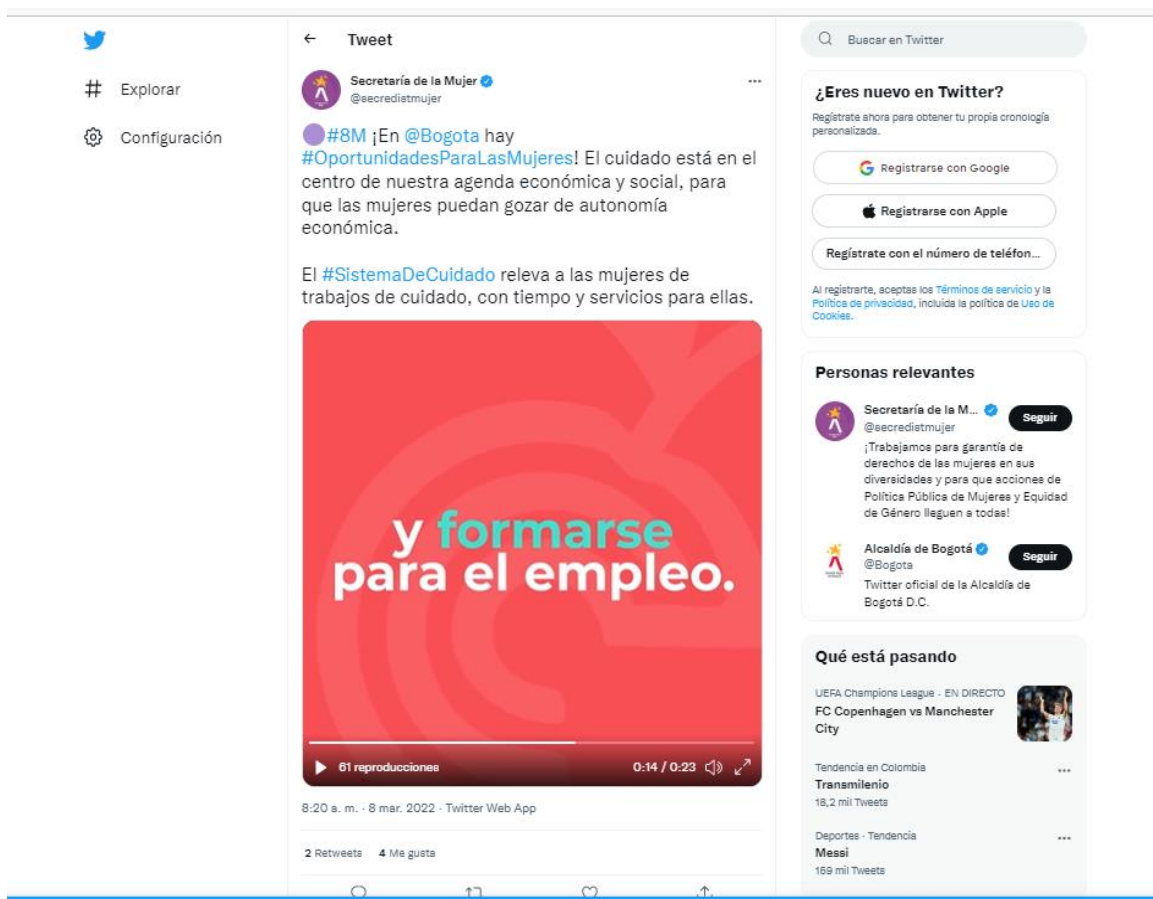 Explorar
Configuración
Tweet
Secretaría de la Mujer
@secredistmujer
#8M ¡En @Bogota hay
#OportunidadesParaLasMujeres! El cuidado está en el
centro de nuestra agenda económica y social, para
que las mujeres puedan gozar de autonomía
económica.
El #SistemaDeCuidado releva a las mujeres de
trabajos de cuidado, con tiempo y servicios para ellas.
y formarse
para el empleo.
61 reproducciones
0:14 / 0:23
8:20 a. m. · 8 mar. 2022 · Twitter Web App
2 Retweets 4 Me gusta
Buscar en Twitter
¿Eres nuevo en Twitter?
Regístrate ahora para obtener tu propia cronología
personalizada.
Registrarse con Google
Registrarse con Apple
Regístrate con el número de teléfon...
Al registrarte, aceptas los Términos de servicio y la
Política de privacidad, incluida la política de Uso de
Cookies.
Personas relevantes
Secretaría de la M...
@secredistmujer
Seguir
¡Trabajamos para garantía de
derechos de las mujeres en sus
diversidades y para que acciones de
Política Pública de Mujeres y Equidad
de Género lleguen a todas!
Alcaldía de Bogotá
@Bogota
Seguir
Twitter oficial de la Alcaldía de
Bogotá D.C.
Qué está pasando
UEFA Champions League · EN DIRECTO
FC Copenhagen vs Manchester
City
Tendencia en Colombia
Transmilenio
18,2 mil Tweets
Deportes · Tendencia
Messi
159 mil Tweets